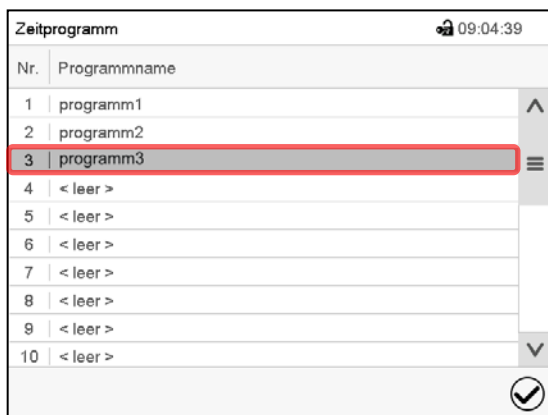 Zeitprogramm 09:04:39
Nr. Programmname
1 programm1
2 programm2
3 programm3
4 < leer >
5 < leer >
6 < leer >
7 < leer >
8 < leer >
9 < leer >
10 < leer >